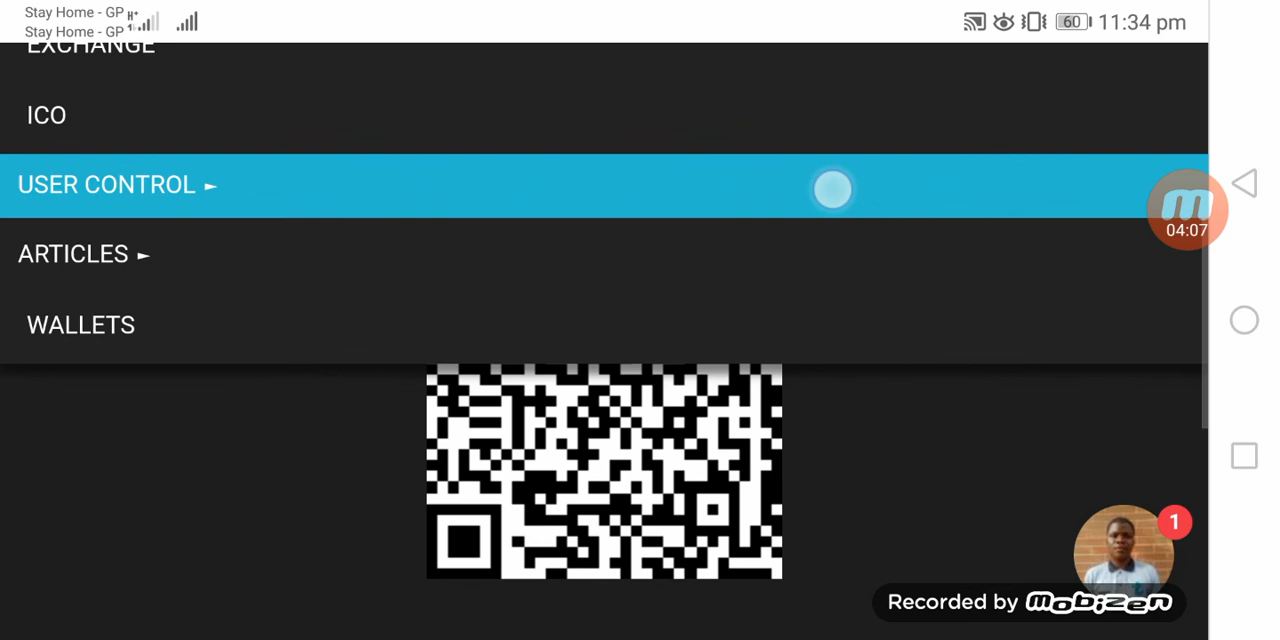 Stay Home - GP
Stay Home - GP
H+
1
60
11:34 pm
EXCHANGE
ICO
USER CONTROL ►
04:07
ARTICLES ►
WALLETS
1
Recorded by mobizen